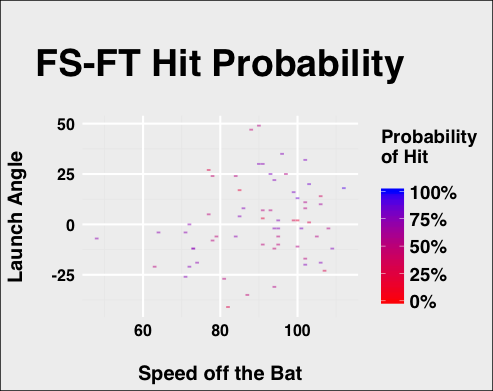 FS-FT Hit Probability
Launch Angle
50
25
0
-25
60
80
100
Speed off the Bat
Probability
of Hit
100%
75%
50%
25%
0%